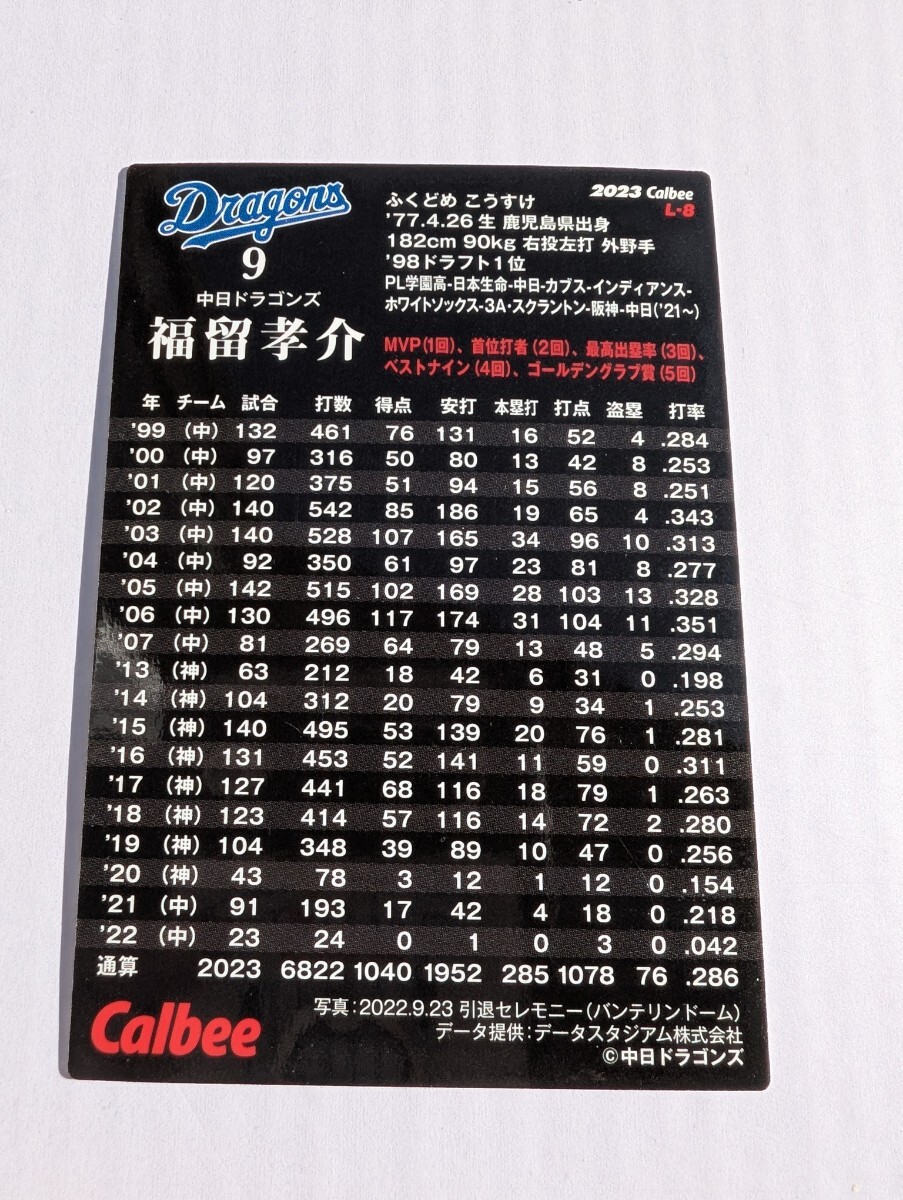 Dragons
9
中日ドラゴンズ
福留孝介
2023 Calbee
L-8
ふくどめ こうすけ
'77.4.26生 鹿児島県出身
182cm 90kg 右投左打 外野手
'98ドラフト1位
PL学園高-日本生命-中日-カブス-インディアンス-
ホワイトソックス-3A・スクラントン-阪神-中日('21〜)
MVP(1回)、首位打者(2回)、最高出塁率(3回)、
ベストナイン(4回)、ゴールデングラブ賞(5回)
年 チーム 試合 打数 得点 安打 本塁打 打点 盗塁 打率
'99 (中) 132 461 76 131 16 52 4 .284
'00 (中) 97 316 50 80 13 42 8 .253
'01 (中) 120 375 51 94 15 56 8 .251
'02 (中) 140 542 85 186 19 65 4 .343
'03 (中) 140 528 107 165 34 96 10 .313
'04 (中) 92 350 61 97 23 81 8 .277
'05 (中) 142 515 102 169 28 103 13 .328
'06 (中) 130 496 117 174 31 104 11 .351
'07 (中) 81 269 64 79 13 48 5 .294
'13 (神) 63 212 18 42 6 31 0 .198
'14 (神) 104 312 20 79 9 34 1 .253
'15 (神) 140 495 53 139 20 76 1 .281
'16 (神) 131 453 52 141 11 59 0 .311
'17 (神) 127 441 68 116 18 79 1 .263
'18 (神) 123 414 57 116 14 72 2 .280
'19 (神) 104 348 39 89 10 47 0 .256
'20 (神) 43 78 3 12 1 12 0 .154
'21 (中) 91 193 17 42 4 18 0 .218
'22 (中) 23 24 0 1 0 3 0 .042
通算 2023 6822 1040 1952 285 1078 76 .286
Calbee
写真:2022.9.23 引退セレモニー(バンテリンドーム)
データ提供:データスタジアム株式会社
©中日ドラゴンズ